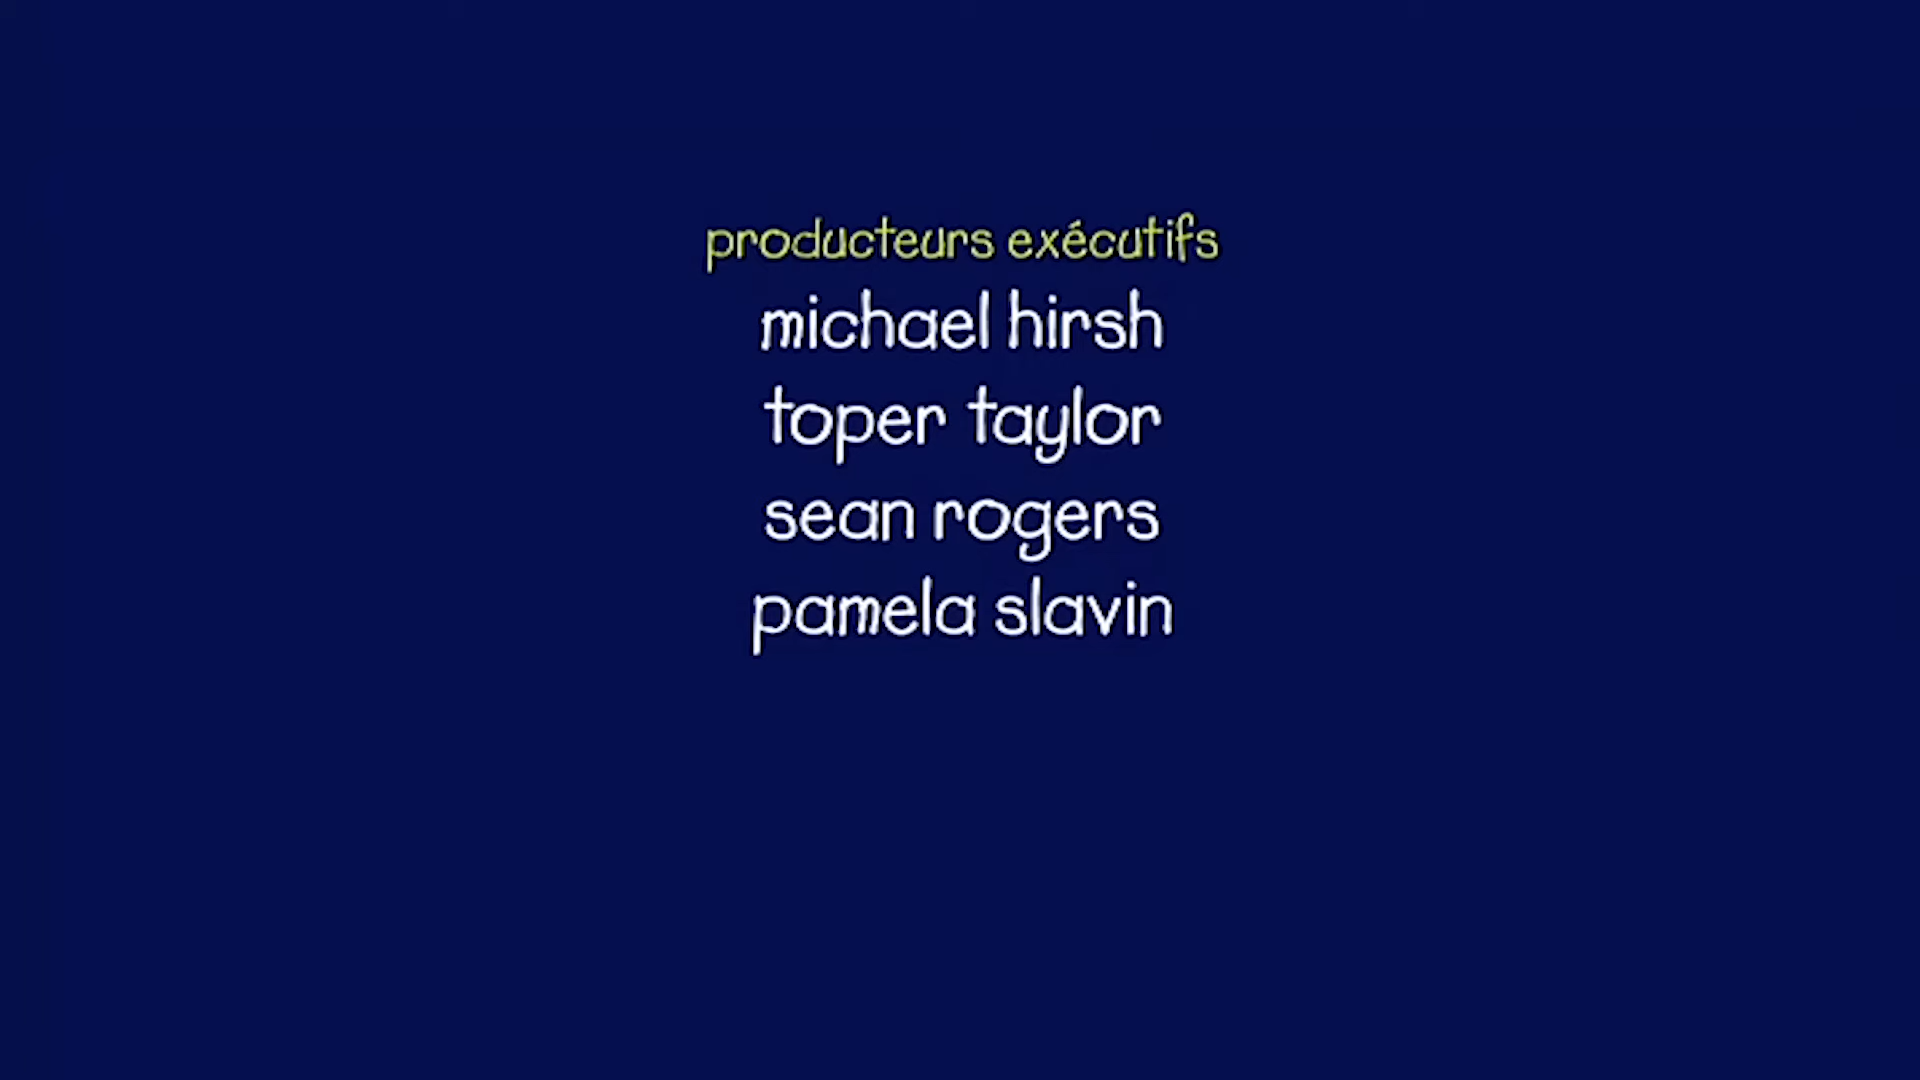 producteurs exécutifs
michael hirsh
toper taylor
sean rogers
pamela slavin